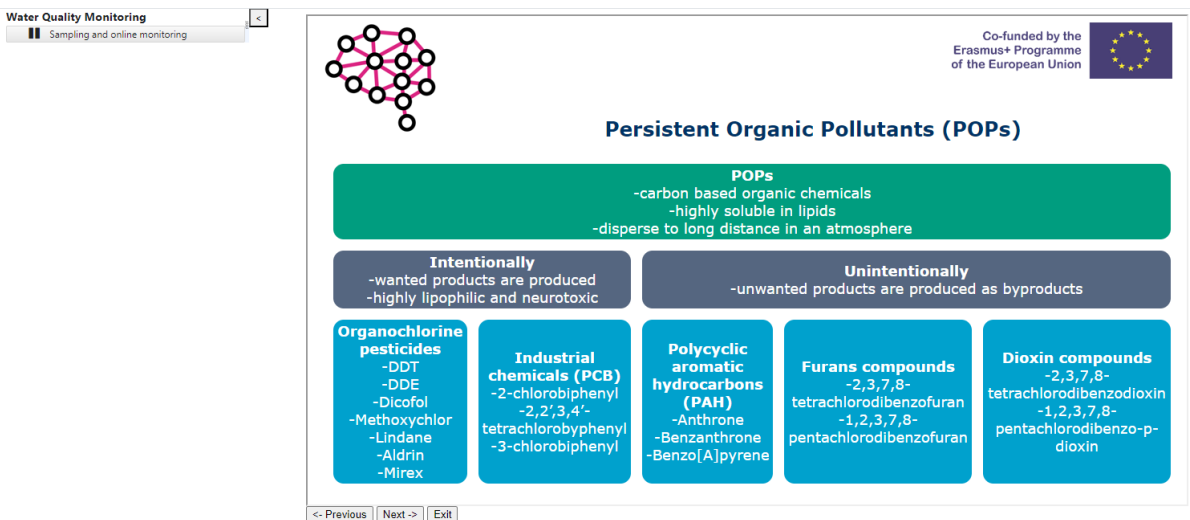 Water Quality Monitoring
<
Sampling and online monitoring
Co-funded by the
Erasmus+ Programme
of the European Union
Persistent Organic Pollutants (POPs)
POPs
-carbon based organic chemicals
-highly soluble in lipids
-disperse to long distance in an atmosphere
Intentionally
-wanted products are produced
-highly lipophilic and neurotoxic
Unintentionally
-unwanted products are produced as byproducts
Organochlorine
pesticides
-DDT
-DDE
-Dicofol
-Methoxychlor
-Lindane
-Aldrin
-Mirex
Industrial
chemicals (PCB)
-2-chlorobiphenyl
-2,2’,3,4’-
tetrachlorobyphenyl
-3-chlorobiphenyl
Polycyclic
aromatic
hydrocarbons
(PAH)
-Anthrone
-Benzanthrone
-Benzo[A]pyrene
Furans compounds
-2,3,7,8-
tetrachlorodibenzofuran
-1,2,3,7,8-
pentachlorodibenzofuran
Dioxin compounds
-2,3,7,8-
tetrachlorodibenzodioxin
-1,2,3,7,8-
pentachlorodibenzo-p-
dioxin
<- Previous
Next ->
Exit